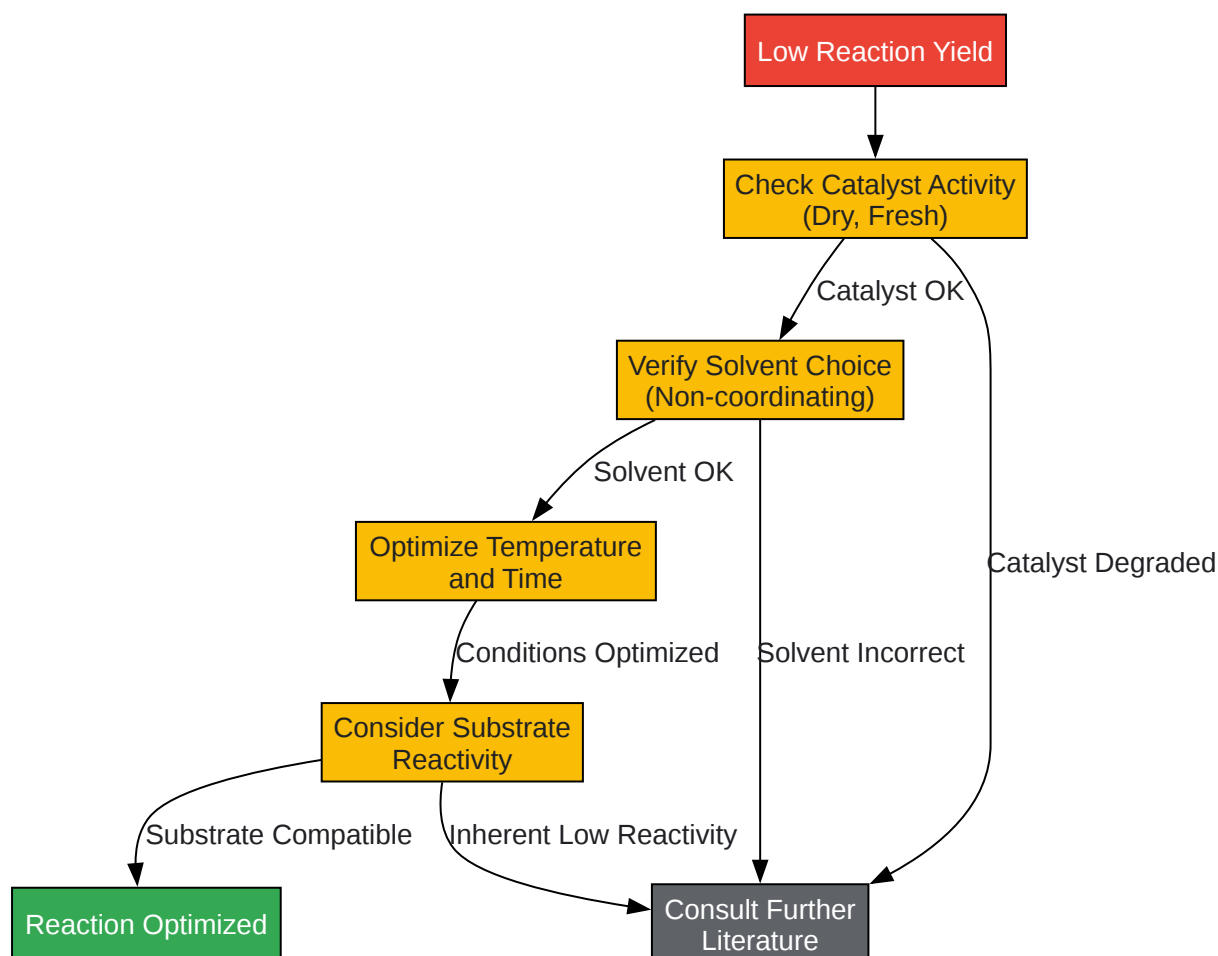 Low Reaction Yield
Check Catalyst Activity
(Dry, Fresh)
Catalyst OK
Verify Solvent Choice
(Non-coordinating)
Solvent OK
Optimize Temperature
and Time
Catalyst Degraded
Conditions Optimized
Solvent Incorrect
Consider Substrate
Reactivity
Substrate Compatible
Inherent Low Reactivity
Reaction Optimized
Consult Further
Literature